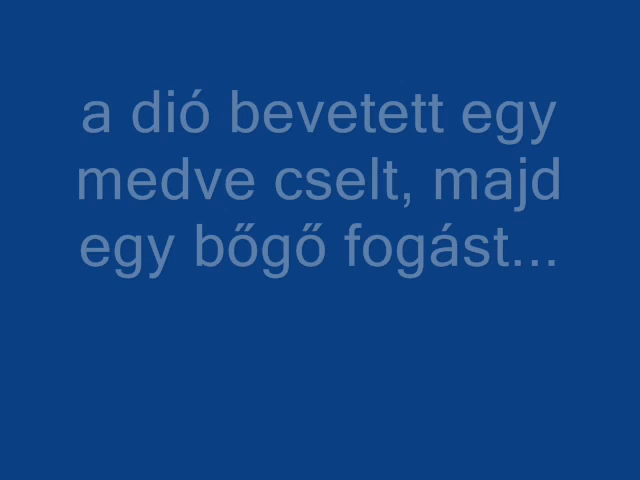 a dió bevetett egy
medve cselt, majd
egy bőgő fogást...